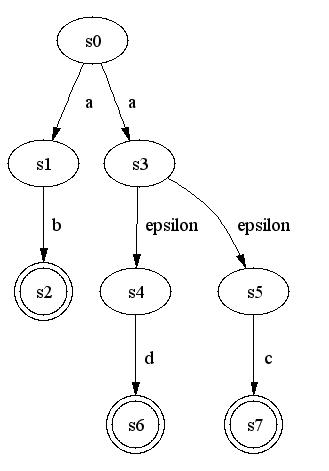 s0
a a
s1 s3
b epsilon epsilon
s2 s4 s5
d c
s6 s7